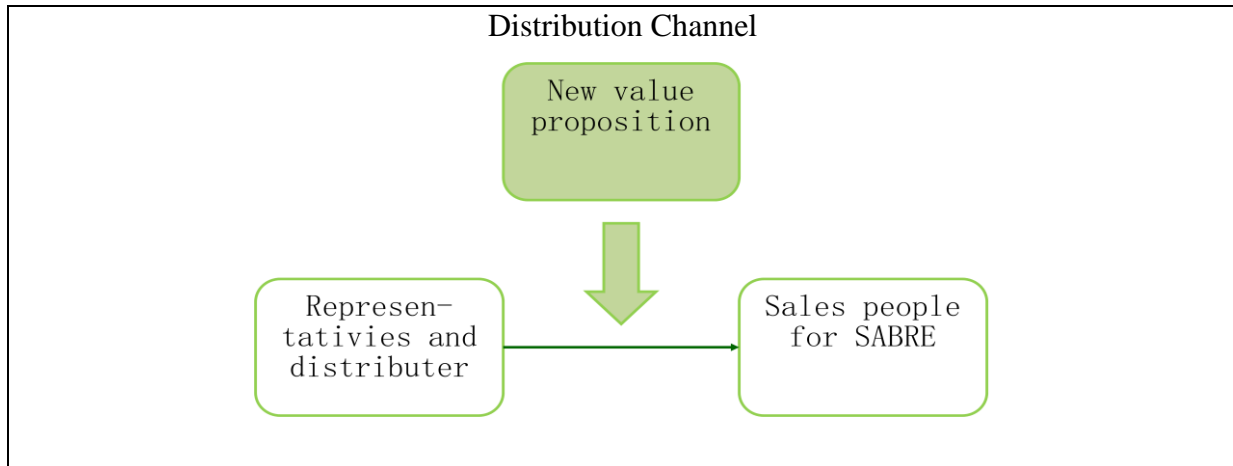 Distribution Channel
New value
proposition
Represen-
tativies and
distributer
Sales people
for SABRE